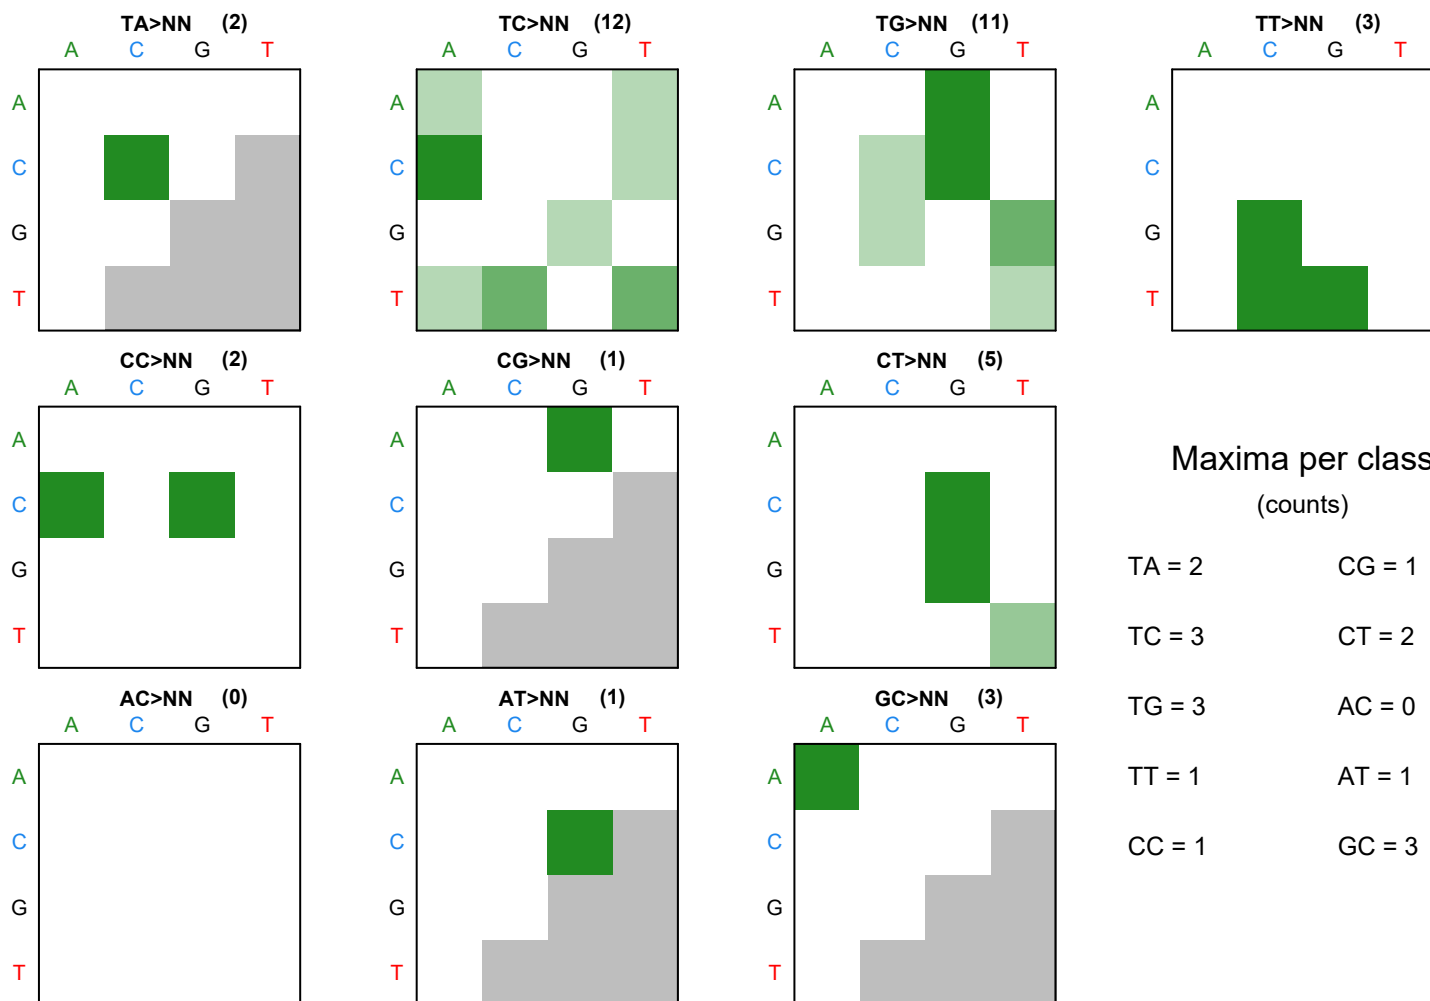 TA>NN (2)
A C G T
A
C
G
T
TC>NN (12)
A C G T
A
C
G
T
TG>NN (11)
A C G T
A
C
G
T
TT>NN (3)
A C G T
A
C
G
T
CC>NN (2)
A C G T
A
C
G
T
CG>NN (1)
A C G T
A
C
G
T
CT>NN (5)
A C G T
A
C
G
T
Maxima per class
(counts)
TA = 2 CG = 1
TC = 3 CT = 2
TG = 3 AC = 0
TT = 1 AT = 1
CC = 1 GC = 3
AC>NN (0)
A C G T
A
C
G
T
AT>NN (1)
A C G T
A
C
G
T
GC>NN (3)
A C G T
A
C
G
T